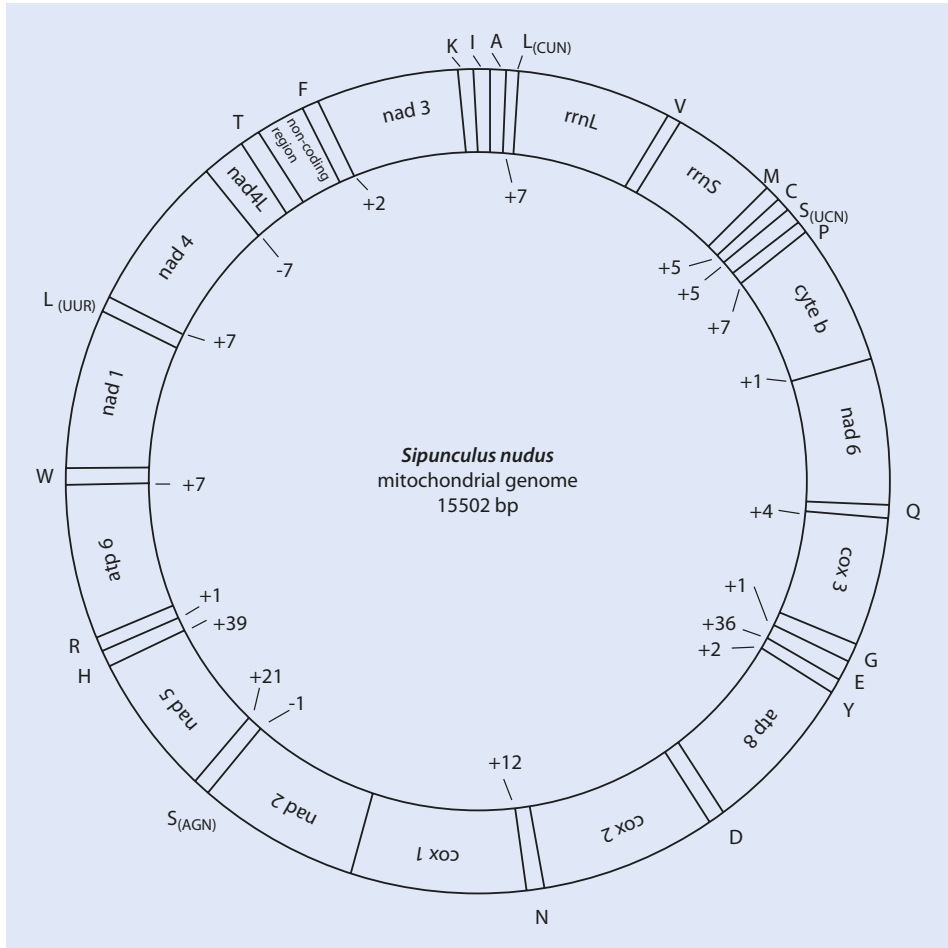 K
I
A
L(CUN)
rrnL
V
rrnS
M
C
S(UCN)
P
cyte b
nad 6
Q
cox 3
G
E
Y
atp 8
D
cox 2
N
cox 1
nad 2
S(AGN)
nad 5
H
R
atp 6
W
nad 1
L (UUR)
nad 4
nad4L
T
non-coding
region
F
nad 3
+7
+5
+5
+7
+1
+4
+1
+36
+2
+12
-1
+21
+39
+1
+7
+7
-7
+2
Sipunculus nudus
mitochondrial genome
15502 bp